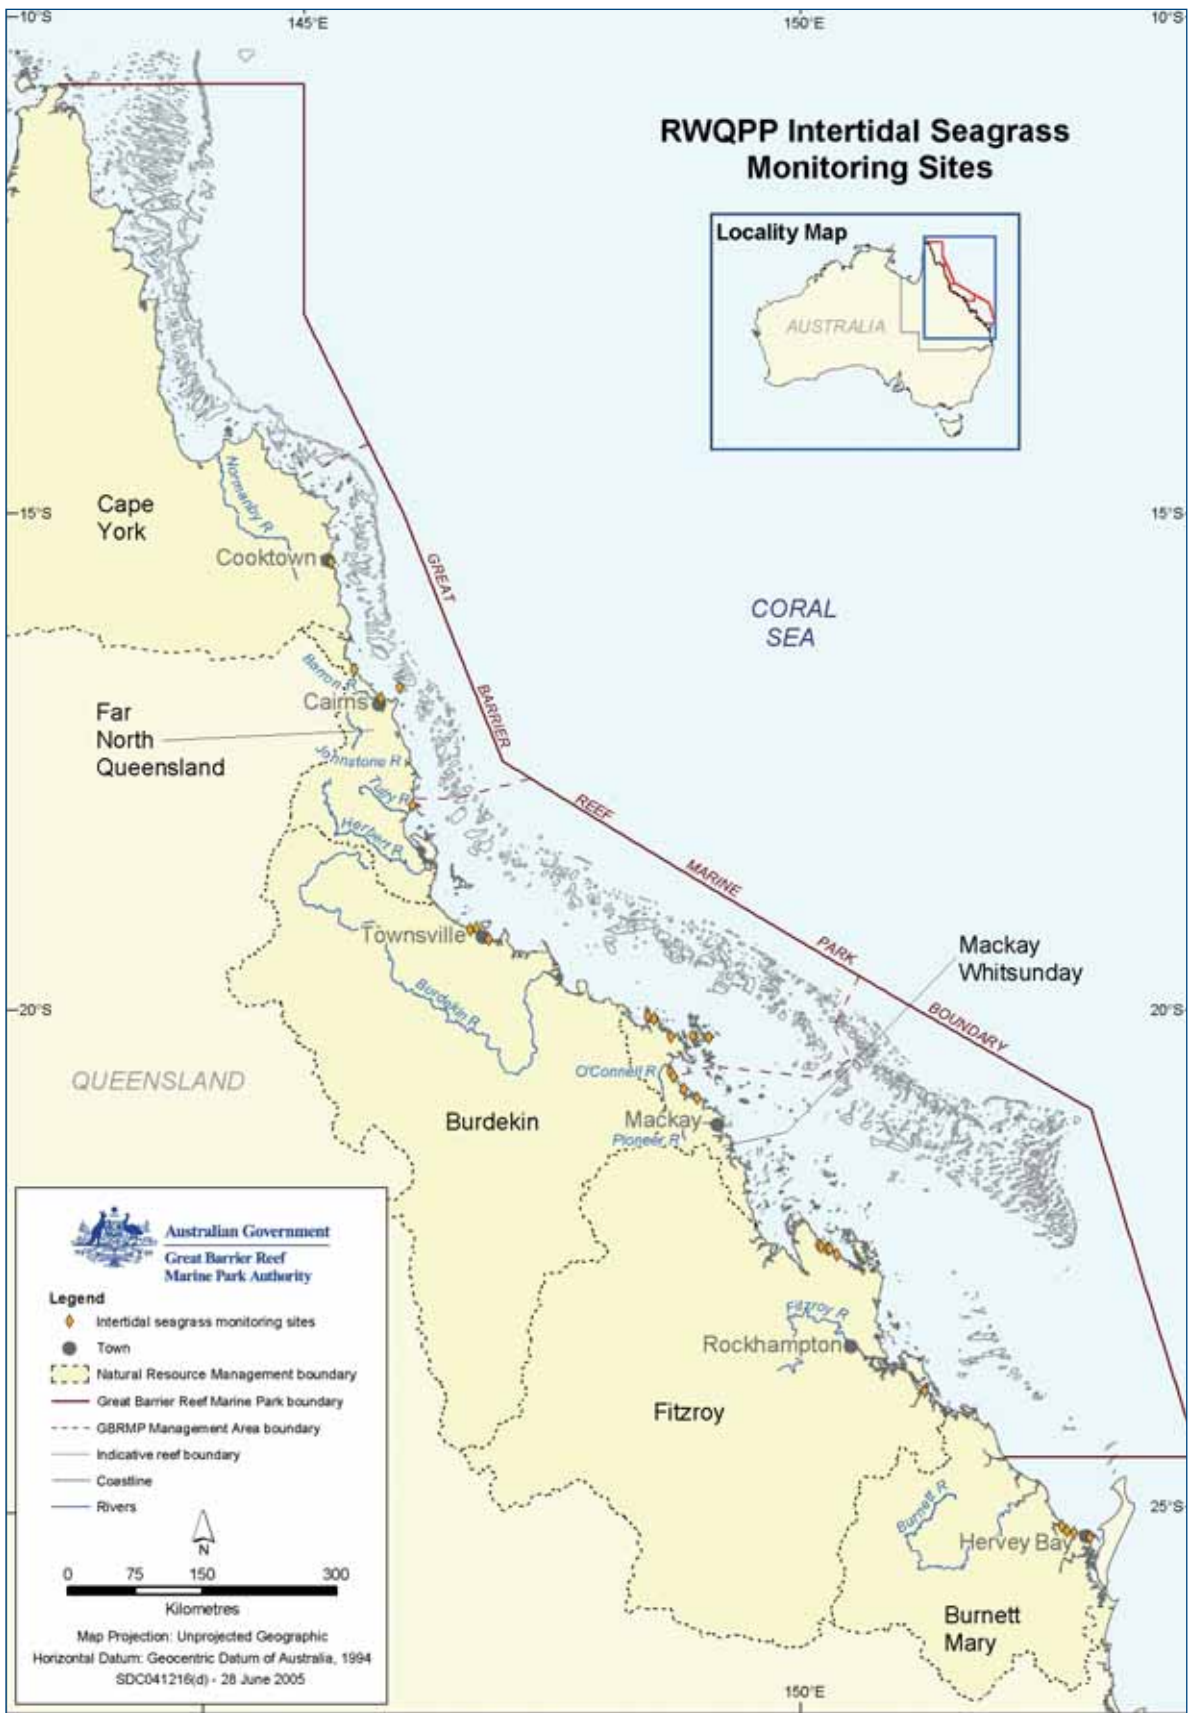 10°S
145°E
150°E
10°S
RWQPP Intertidal Seagrass
Monitoring Sites
Locality Map
AUSTRALIA
Normanby R
Cape
York
15°S
15°S
Cooktown
GREAT
CORAL
SEA
BARRIER
Barron R
Cairns
Far
North
Queensland
Johnstone R
Tully R
REEF
Herbert R
MARINE
Townsville
PARK
Mackay
Whitsunday
Burdekin R
20°S
BOUNDARY
20°S
QUEENSLAND
O'Connell R
Burdekin
Mackay
Pioneer R
Australian Government
Great Barrier Reef
Marine Park Authority
Legend
Intertidal seagrass monitoring sites
Town
Natural Resource Management boundary
Great Barrier Reef Marine Park boundary
GBRMP Management Area boundary
Indicative reef boundary
Coastline
Rivers
N
0 75 150 300
Kilometres
Map Projection: Unprojected Geographic
Horizontal Datum: Geocentric Datum of Australia, 1994
SDC041216(d) - 28 June 2005
Fitzroy R
Rockhampton
Fitzroy
Burnett R
25°S
Hervey Bay
Burnett
Mary
150°E